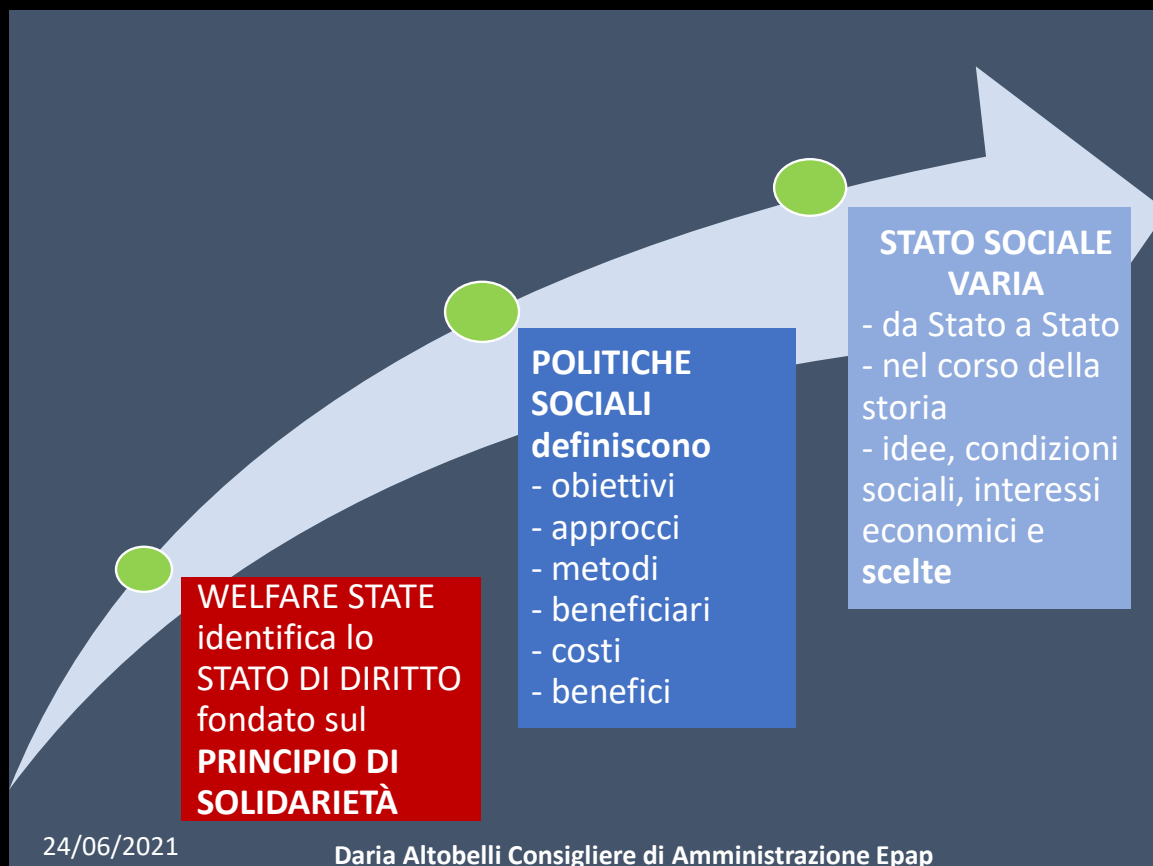 WELFARE STATE
identifica lo
STATO DI DIRITTO
fondato sul
PRINCIPIO DI
SOLIDARIETÀ
POLITICHE
SOCIALI
definiscono
- obiettivi
- approcci
- metodi
- beneficiari
- costi
- benefici
STATO SOCIALE
VARIA
- da Stato a Stato
- nel corso della
storia
- idee, condizioni
sociali, interessi
economici e
scelte
24/06/2021
Daria Altobelli Consigliere di Amministrazione Epap